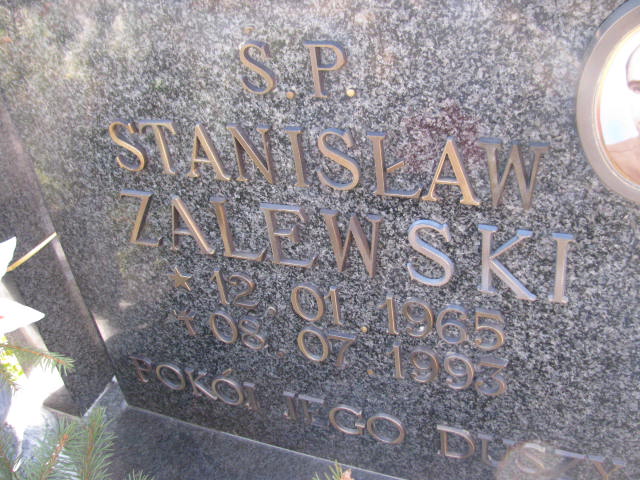 Ś.P.
STANISŁAW
ZALEWSKI
* 12.01.1965
† 08.07.1993
POKÓJ JEGO DUSZY